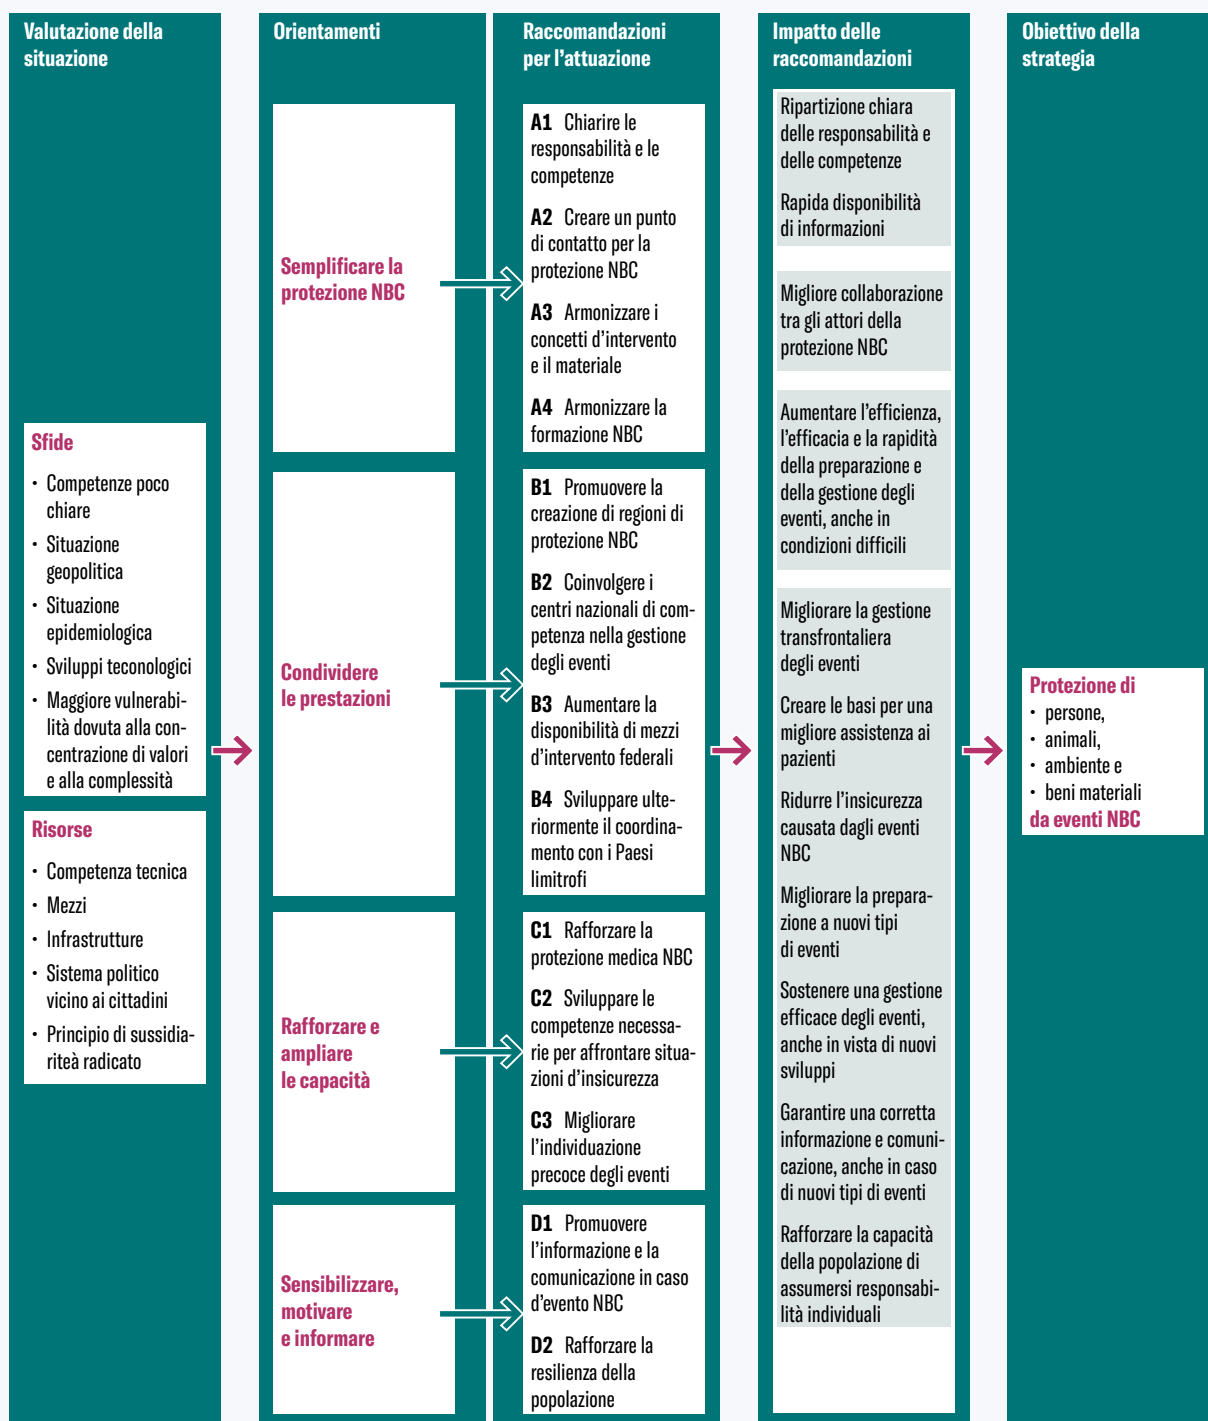 Valutazione della
situazione
Sfide
• Competenze poco
chiare
• Situazione
geopolitica
• Situazione
epidemiologica
• Sviluppi teconologici
• Maggiore vulnerabi-
lità dovuta alla con-
centrazione di valori
e alla complessità
Risorse
• Competenza tecnica
• Mezzi
• Infrastrutture
• Sistema politico
vicino ai cittadini
• Principio di sussidia-
riteà radicato
Orientamenti
Semplificare la
protezione NBC
Condividere
le prestazioni
Rafforzare e
ampliare
le capacità
Sensibilizzare,
motivare
e informare
Raccomandazioni
per l'attuazione
A1 Chiarire le
responsabilità e le
competenze
A2 Creare un punto
di contatto per la
protezione NBC
A3 Armonizzare i
concetti d'intervento
e il materiale
A4 Armonizzare la
formazione NBC
B1 Promuovere la
creazione di regioni di
protezione NBC
B2 Coinvolgere i
centri nazionali di com-
petenza nella gestione
degli eventi
B3 Aumentare la
disponibilità di mezzi
d'intervento federali
B4 Sviluppare ulte-
riormente il coordina-
mento con i Paesi
limitrofi
C1 Rafforzare la
protezione medica NBC
C2 Sviluppare le
competenze necessa-
rie per affrontare situa-
zioni d'insicurezza
C3 Migliorare
l'individuazione
precoce degli eventi
D1 Promuovere
l'informazione e la
comunicazione in caso
d'evento NBC
D2 Rafforzare la
resilienza della
popolazione
Impatto delle
raccomandazioni
Ripartizione chiara
delle responsabilità e
delle competenze
Rapida disponibilità
di informazioni
Migliore collaborazione
tra gli attori della
protezione NBC
Aumentare l'efficienza,
l'efficacia e la rapidità
della preparazione e
della gestione degli
eventi, anche in
condizioni difficili
Migliorare la gestione
transfrontaliera
degli eventi
Creare le basi per una
migliore assistenza ai
pazienti
Ridurre l'insicurezza
causata dagli eventi
NBC
Migliorare la prepara-
zione a nuovi tipi
di eventi
Sostenere una gestione
efficace degli eventi,
anche in vista di nuovi
sviluppi
Garantire una corretta
informazione e comuni-
cazione, anche in caso
di nuovi tipi di eventi
Rafforzare la capacità
della popolazione di
assumersi responsabi-
lità individuali
Obiettivo della
strategia
Protezione di
• persone,
• animali,
• ambiente e
• beni materiali
da eventi NBC